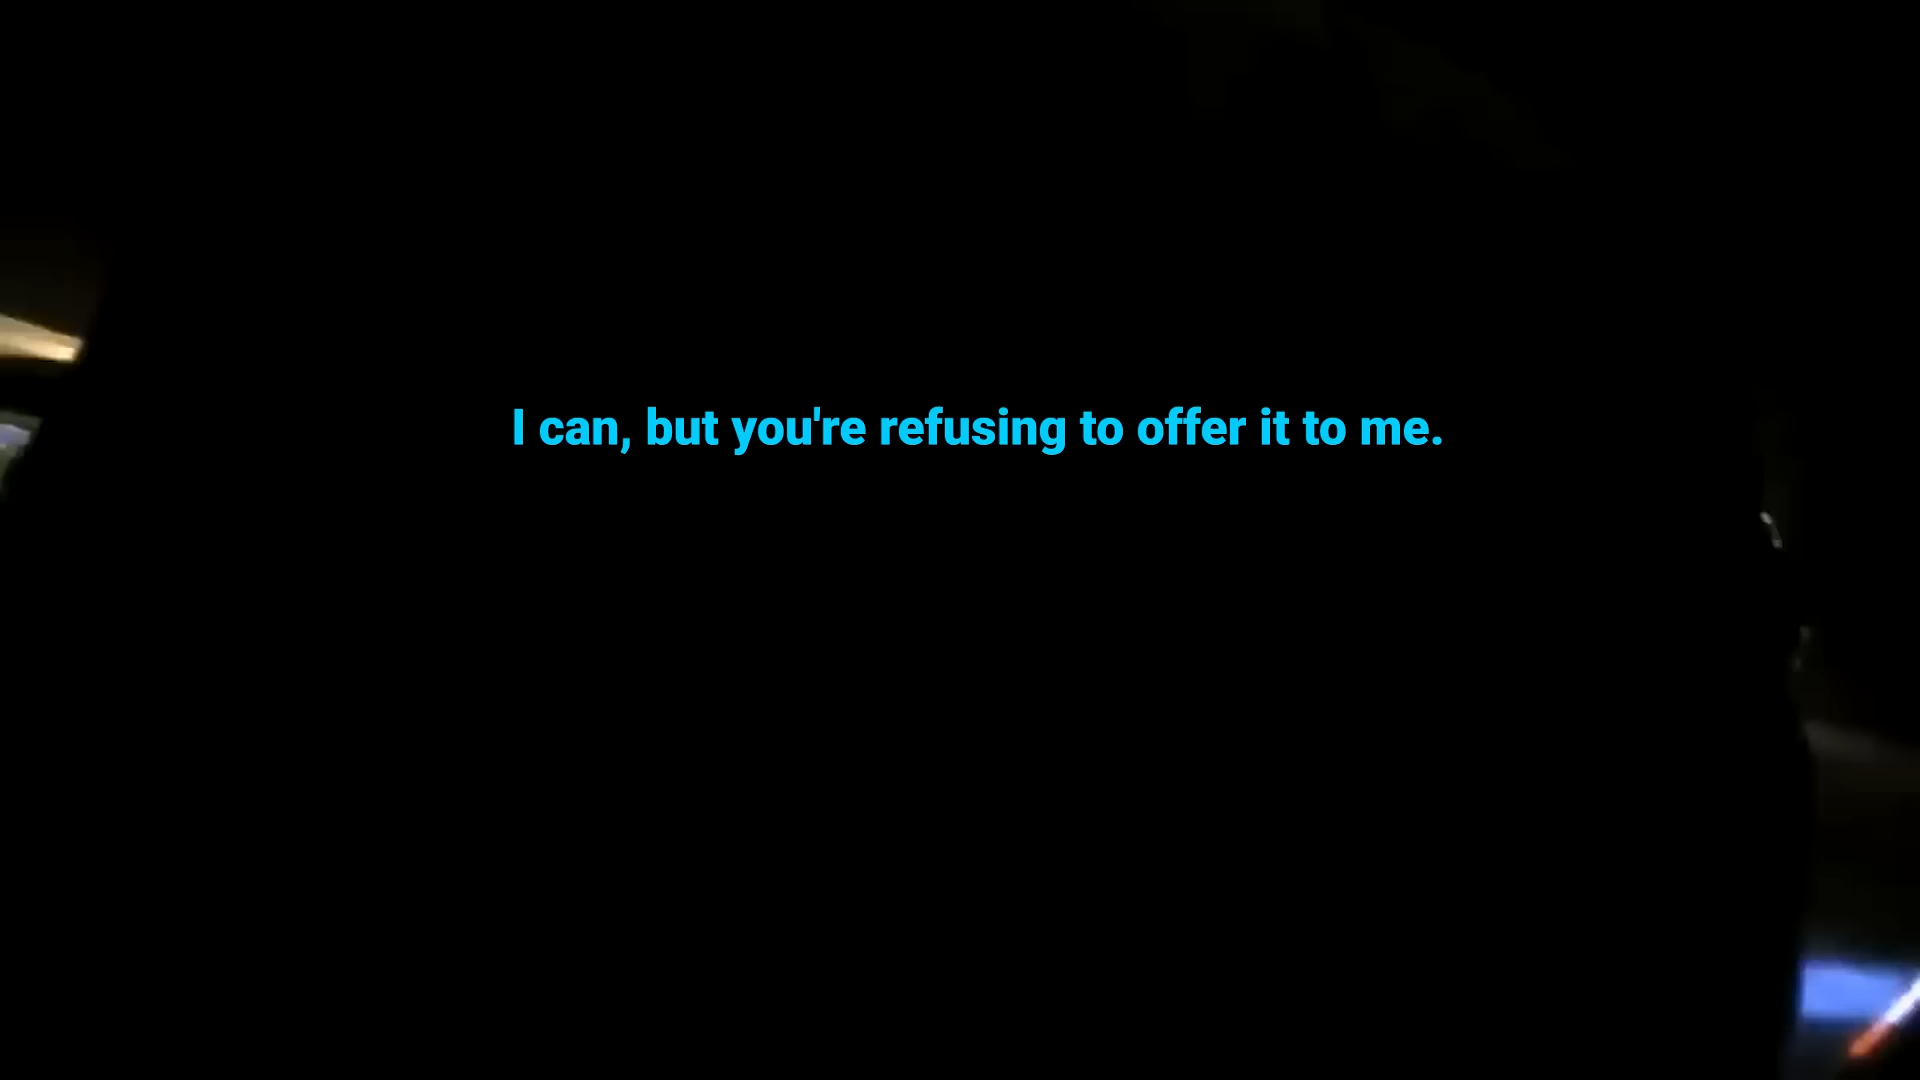 I can, but you're refusing to offer it to me.